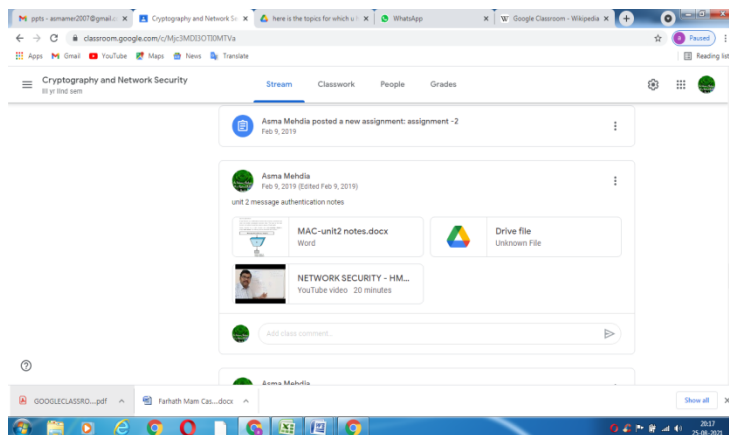 ppts - asmamer2007@gmail.c
Cryptography and Network Se
here is the topics for which u
WhatsApp
Google Classroom - Wikipedia
classroom.google.com/c/Mjc3MDI3OTI0MTVa
Paused
Apps
Gmail
YouTube
Maps
News
Translate
Reading list
Cryptography and Network Security
III yr IInd sem
Stream
Classwork
People
Grades
Asma Mehdia posted a new assignment: assignment -2
Feb 9, 2019
Asma Mehdia
Feb 9, 2019 (Edited Feb 9, 2019)
unit 2 message authentication notes
MAC-unit2 notes.docx
Word
Drive file
Unknown File
NETWORK SECURITY - HM...
YouTube video 20 minutes
Add class comment...
Asma Mehdia
GOOGLECLASSRO....pdf
Farhath Mam Cas....docx
Show all
20:17
25-08-2021